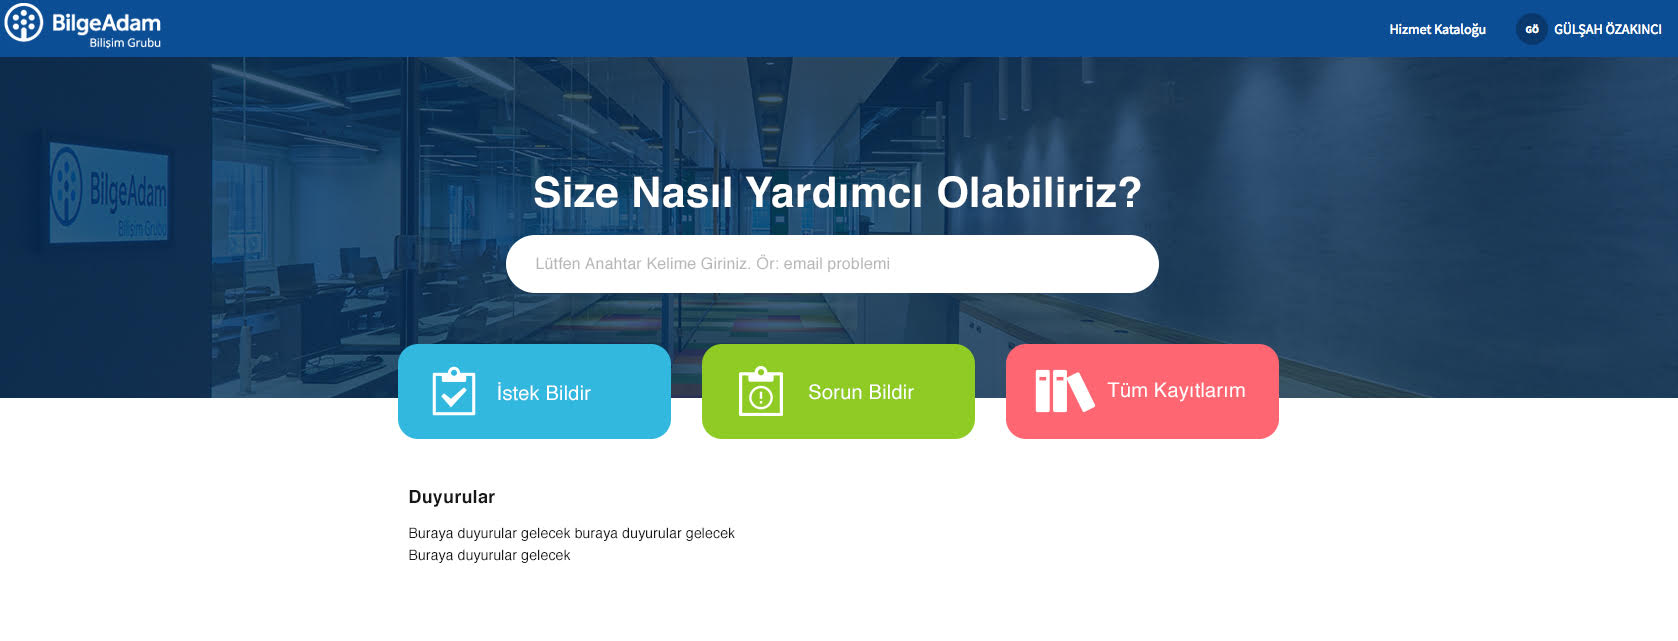 BilgeAdam
Bilişim Grubu
Hizmet Kataloğu
GÖ
GÜLŞAH ÖZAKINCI
BilgeAdam
Bilişim Grubu
Size Nasıl Yardımcı Olabiliriz?
Lütfen Anahtar Kelime Giriniz. Ör: email problemi
İstek Bildir
Sorun Bildir
Tüm Kayıtlarım
Duyurular
Buraya duyurular gelecek buraya duyurular gelecek
Buraya duyurular gelecek